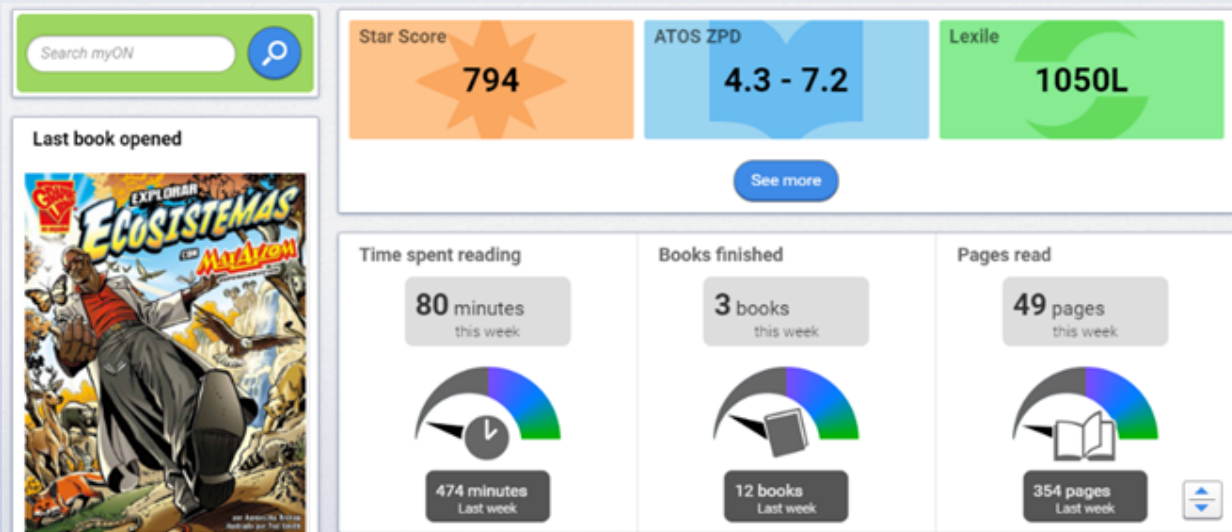 Search myON
Last book opened
EXPLORAR
ECOSISTEMAS
CON
MAX AXIOM
Star Score
794
ATOS ZPD
4.3 - 7.2
Lexile
1050L
See more
Time spent reading
80 minutes
this week
474 minutes
Last week
Books finished
3 books
this week
12 books
Last week
Pages read
49 pages
this week
354 pages
Last week